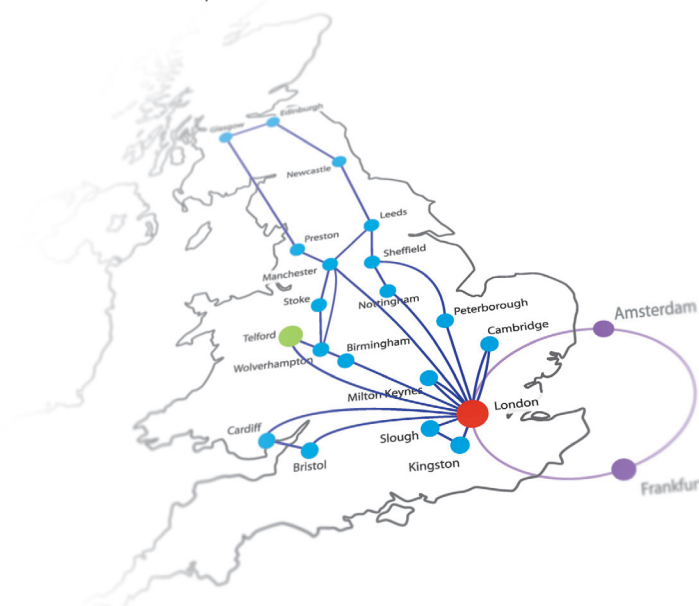 Glasgow
Edinburgh
Newcastle
Leeds
Preston
Sheffield
Manchester
Stoke
Nottingham
Peterborough
Telford
Cambridge
Amsterdam
Birmingham
Wolverhampton
Milton Keynes
London
Cardiff
Slough
Bristol
Kingston
Frankfur